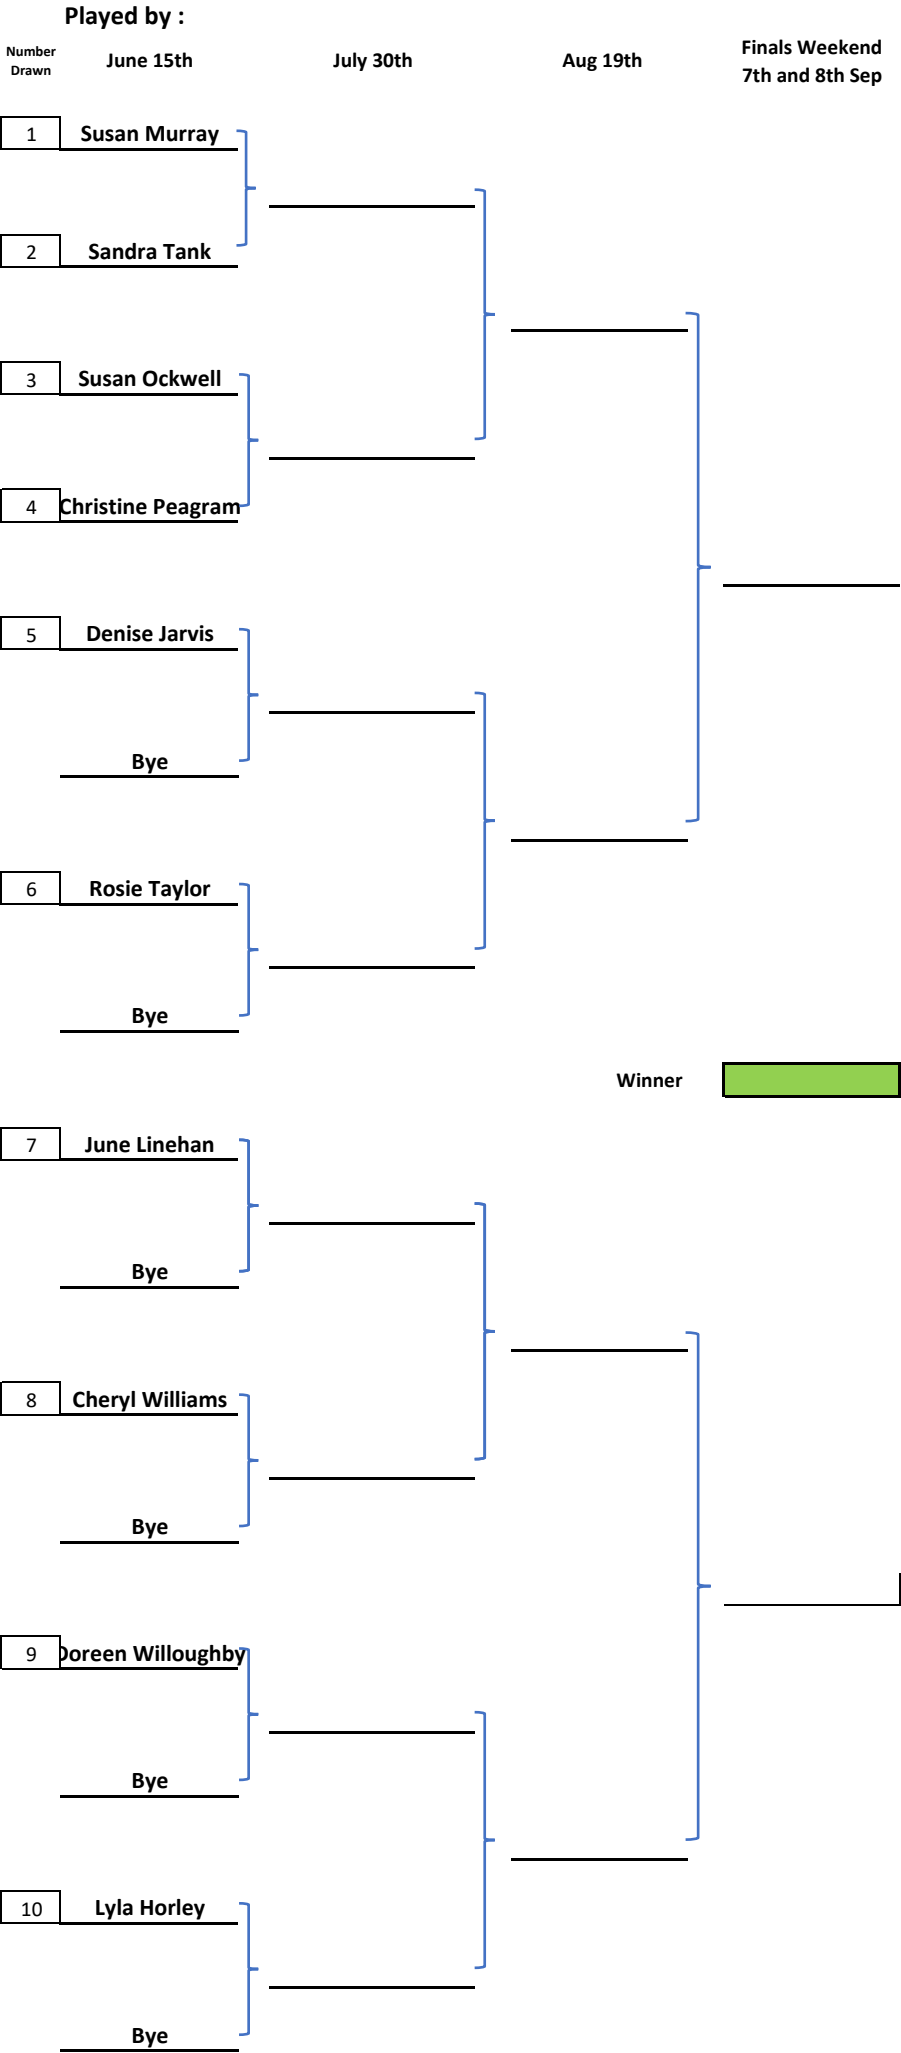 Played by :
Number
Drawn
June 15th
July 30th
Aug 19th
Finals Weekend
7th and 8th Sep
1 Susan Murray
2 Sandra Tank
3 Susan Ockwell
4 Christine Peagram
5 Denise Jarvis
Bye
6 Rosie Taylor
Bye
Winner
7 June Linehan
Bye
8 Cheryl Williams
Bye
9 Doreen Willoughby
Bye
10 Lyla Horley
Bye